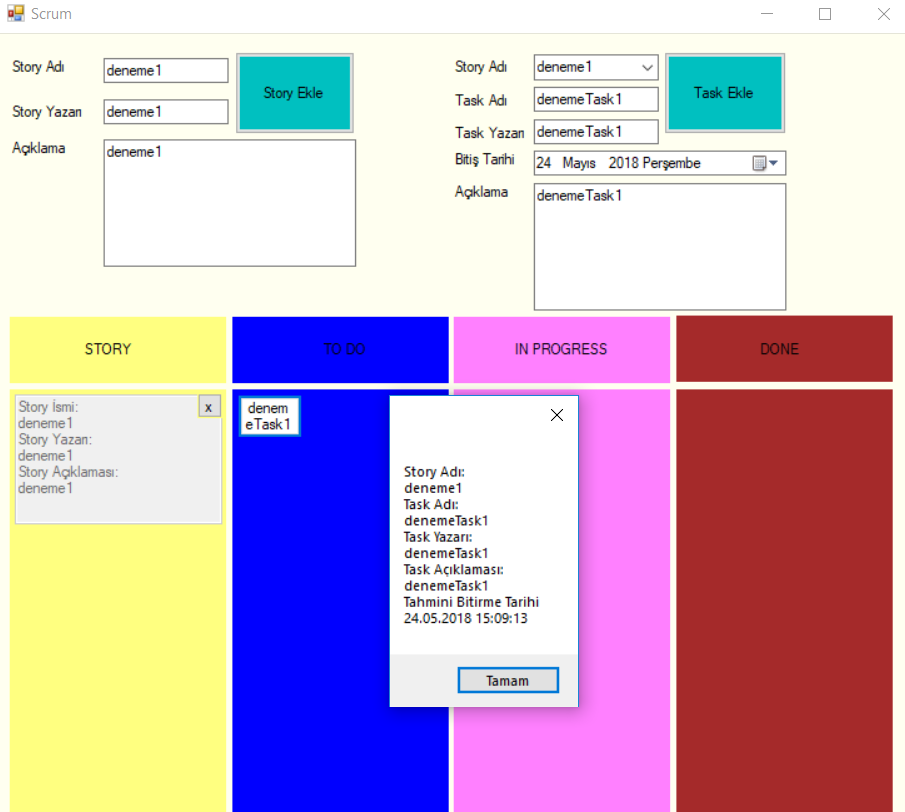 Scrum
Story Adı
deneme1
Story Ekle
Story Yazarı
deneme1
Açıklama
deneme1
Story Adı
deneme1
Task Ekle
Task Adı
denemeTask1
Task Yazarı
denemeTask1
Bitiş Tarihi
24 Mayıs 2018 Perşembe
Açıklama
denemeTask1
STORY
TO DO
IN PROGRESS
DONE
Story İsmi:
x
deneme1
Story Yazarı:
deneme1
Story Açıklaması:
deneme1
denem
eTask1
Story Adı:
deneme1
Task Adı:
denemeTask1
Task Yazarı:
denemeTask1
Task Açıklaması:
denemeTask1
Tahmini Bitirme Tarihi
24.05.2018 15:09:13
Tamam